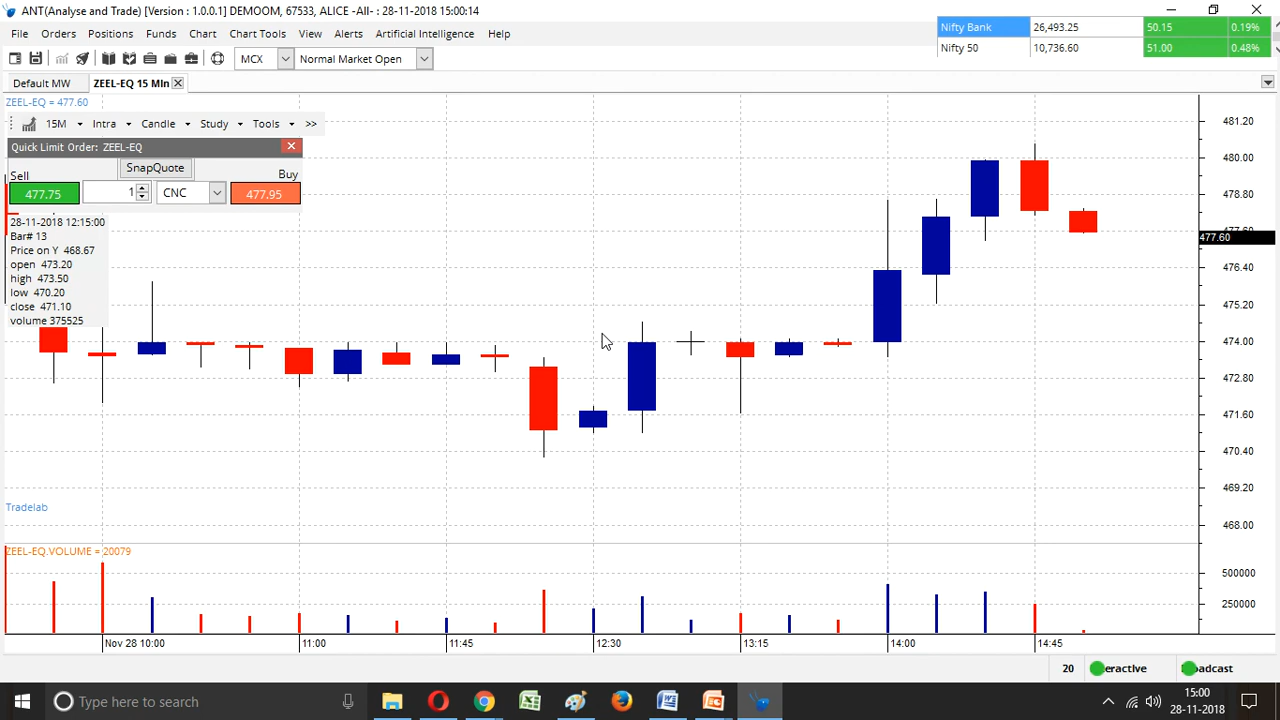 ANT(Analyse and Trade) [Version : 1.0.0.1] DEMOOM, 67533, ALICE -All- : 28-11-2018 15:00:14
Nifty Bank 26,493.25 50.15 0.19%
Nifty 50 10,736.60 51.00 0.48%
File Orders Positions Funds Chart View Alerts Artificial Intelligence Help
MCX Normal Market Open
Default MW ZEEL-EQ 15 MIn
ZEEL-EQ = 477.60
15M Intra Candle Study Tools >>
Quick Limit Order: ZEEL-EQ
SnapQuote
Sell Buy
477.75 1 CNC 477.95
28-11-2018 12:15:00
Bar# 13
Price on Y 468.67
open 473.20
high 473.50
low 470.20
close 471.10
volume 375525
481.20
480.00
478.80
477.60
477.60
476.40
475.20
474.00
472.80
471.60
470.40
469.20
468.00
Tradelab
ZEEL-EQ.VOLUME = 20079
500000
250000
Nov 28 10:00 11:00 11:45 12:30 13:15 14:00 14:45
20 eractive adcast
Type here to search
15:00
28-11-2018